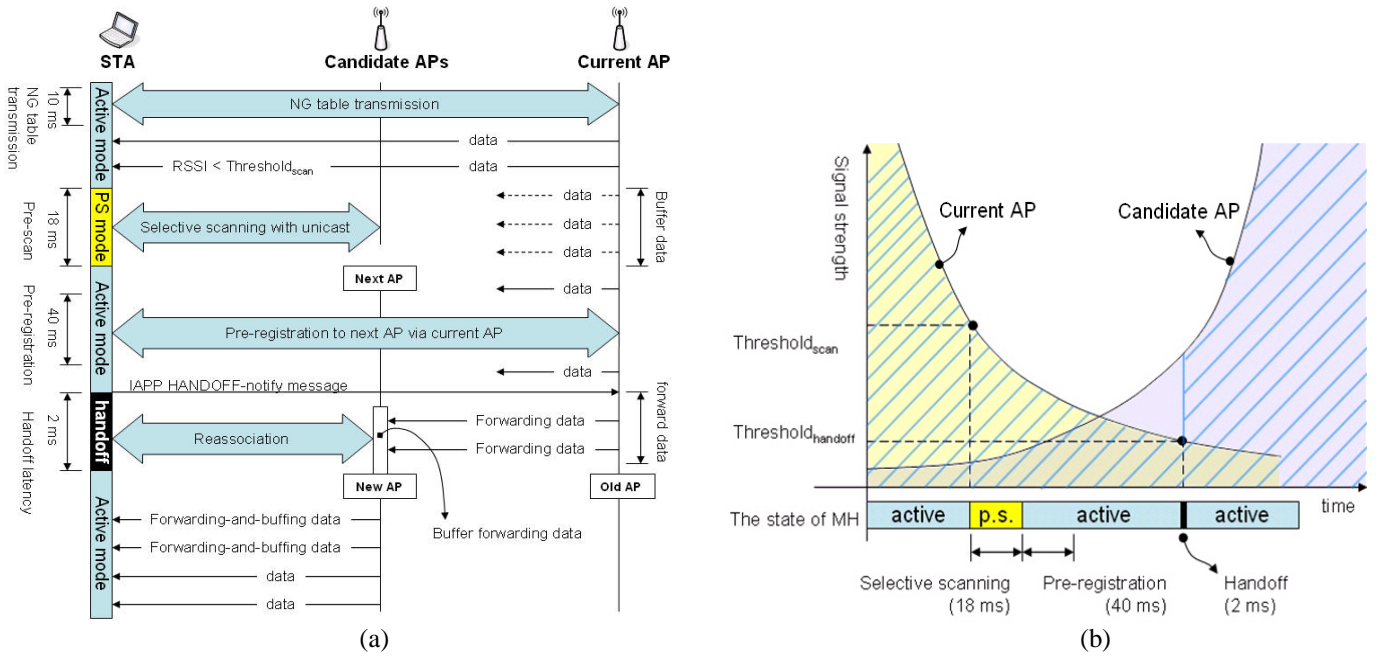 STA
Candidate APs
Current AP
10 ms
NG table
transmission
Active mode
NG table transmission
data
RSSI < Threshold_scan
data
18 ms
Pre-scan
PS mode
Selective scanning with unicast
data
data
data
Buffer data
Next AP
data
40 ms
Pre-registration
Active mode
Pre-registration to next AP via current AP
data
IAPP HANDOFF-notify message
2 ms
Handoff latency
handoff
Reassociation
Forwarding data
Forwarding data
forward data
New AP
Old AP
Active mode
Forwarding-and-buffing data
Buffer forwarding data
Forwarding-and-buffing data
data
data
(a)
Signal strength
Current AP
Candidate AP
Threshold_scan
Threshold_handoff
time
The state of MH
active
p.s.
active
active
Selective scanning
(18 ms)
Pre-registration
(40 ms)
Handoff
(2 ms)
(b)